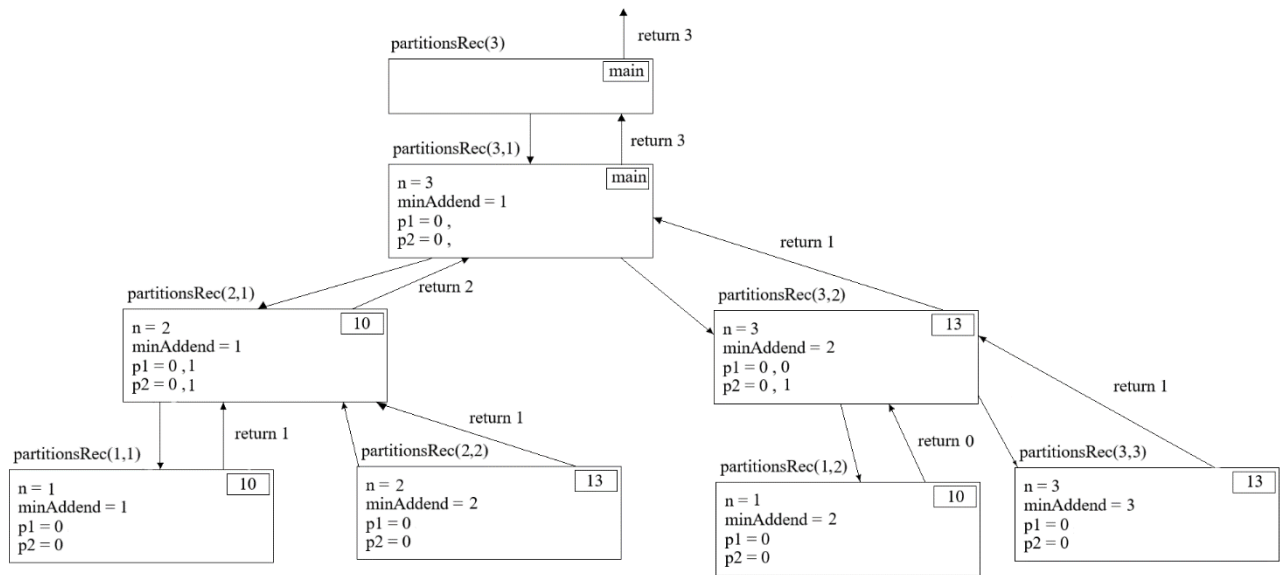 return 3
partitionsRec(3)
main
return 3
partitionsRec(3,1)
main
n = 3
minAddend = 1
p1 = 0 ,
p2 = 0 ,
return 1
return 2
partitionsRec(2,1)
10
n = 2
minAddend = 1
p1 = 0 , 1
p2 = 0 , 1
partitionsRec(3,2)
13
n = 3
minAddend = 2
p1 = 0 , 0
p2 = 0 , 1
return 1
return 1
return 1
return 0
partitionsRec(1,1)
10
n = 1
minAddend = 1
p1 = 0
p2 = 0
partitionsRec(2,2)
13
n = 2
minAddend = 2
p1 = 0
p2 = 0
partitionsRec(1,2)
10
n = 1
minAddend = 2
p1 = 0
p2 = 0
partitionsRec(3,3)
13
n = 3
minAddend = 3
p1 = 0
p2 = 0